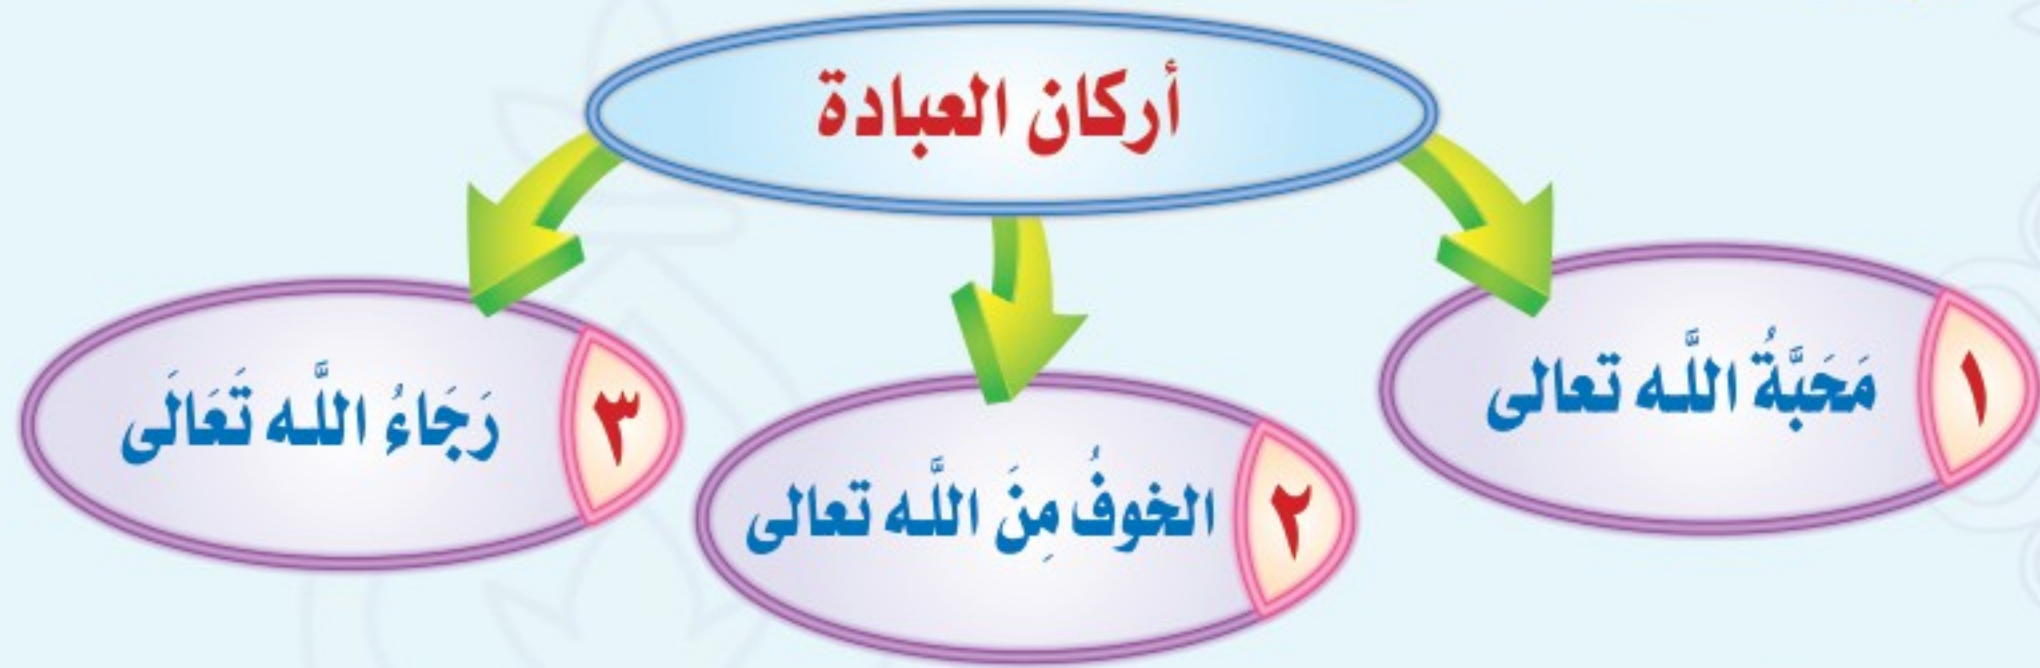 أركان العبادة
١ مَحَبَّةُ اللَّه تعالى
٢ الخوفُ مِنَ اللَّه تعالى
٣ رَجَاءُ اللَّه تَعَالَى